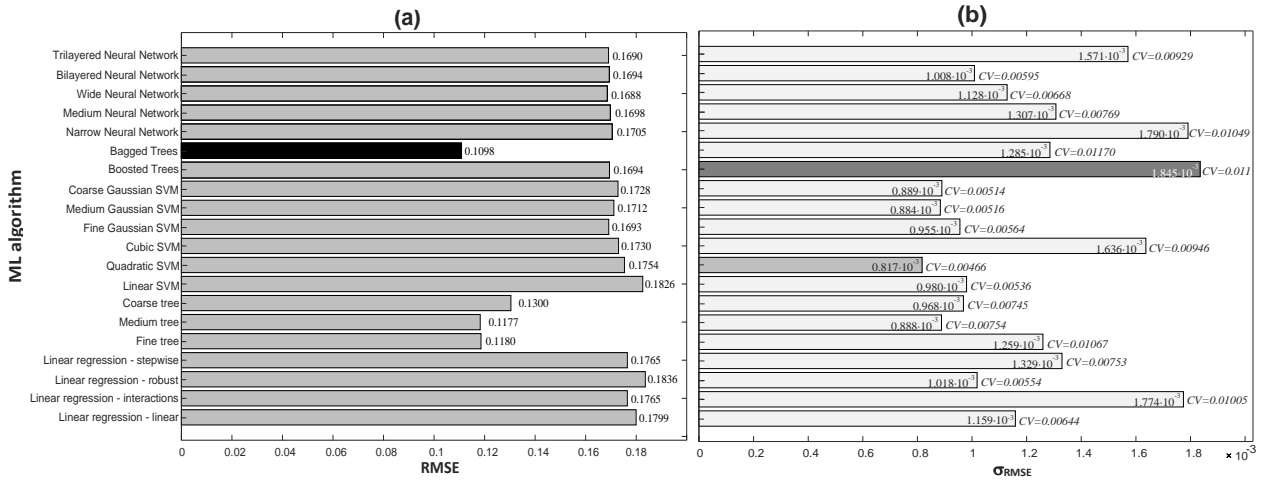 (a)
ML algorithm
Trilayered Neural Network 0.1690
Bilayered Neural Network 0.1694
Wide Neural Network 0.1688
Medium Neural Network 0.1698
Narrow Neural Network 0.1705
Bagged Trees 0.1098
Boosted Trees 0.1694
Coarse Gaussian SVM 0.1728
Medium Gaussian SVM 0.1712
Fine Gaussian SVM 0.1693
Cubic SVM 0.1730
Quadratic SVM 0.1754
Linear SVM 0.1826
Coarse tree 0.1300
Medium tree 0.1177
Fine tree 0.1180
Linear regression - stepwise 0.1765
Linear regression - robust 0.1836
Linear regression - interactions 0.1765
Linear regression - linear 0.1799
0 0.02 0.04 0.06 0.08 0.1 0.12 0.14 0.16 0.18
RMSE
(b)
1.571·10⁻³ CV=0.00929
1.008·10⁻³ CV=0.00595
1.128·10⁻³ CV=0.00668
1.307·10⁻³ CV=0.00769
1.790·10⁻³ CV=0.01049
1.285·10⁻³ CV=0.01170
1.845·10⁻³ CV=0.011
0.889·10⁻³ CV=0.00514
0.884·10⁻³ CV=0.00516
0.955·10⁻³ CV=0.00564
1.636·10⁻³ CV=0.00946
0.817·10⁻³ CV=0.00466
0.980·10⁻³ CV=0.00536
0.968·10⁻³ CV=0.00745
0.888·10⁻³ CV=0.00754
1.259·10⁻³ CV=0.01067
1.329·10⁻³ CV=0.00753
1.018·10⁻³ CV=0.00554
1.774·10⁻³ CV=0.01005
1.159·10⁻³ CV=0.00644
0 0.2 0.4 0.6 0.8 1 1.2 1.4 1.6 1.8 2
× 10⁻³
σRMSE